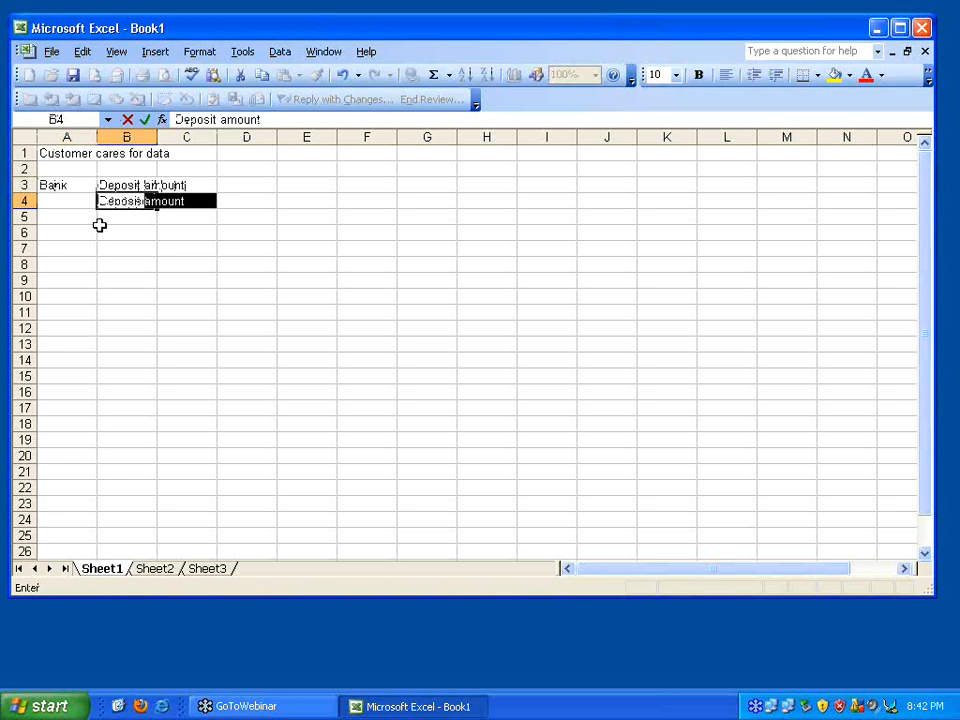 Microsoft Excel - Book1
File Edit View Insert Format Tools Data Window Help Type a question for help
Σ 100% 10 B A
Reply with Changes... End Review...
B4 fx Deposit amount
A B C D E F G H I J K L M N O
1 Customer cares for data
2
3 Bank Deposit amount
4 Deposit amount
5
6
7
8
9
10
11
12
13
14
15
16
17
18
19
20
21
22
23
24
25
26
Sheet1 Sheet2 Sheet3
Enter
start GoToWebinar Microsoft Excel - Book1 8:42 PM